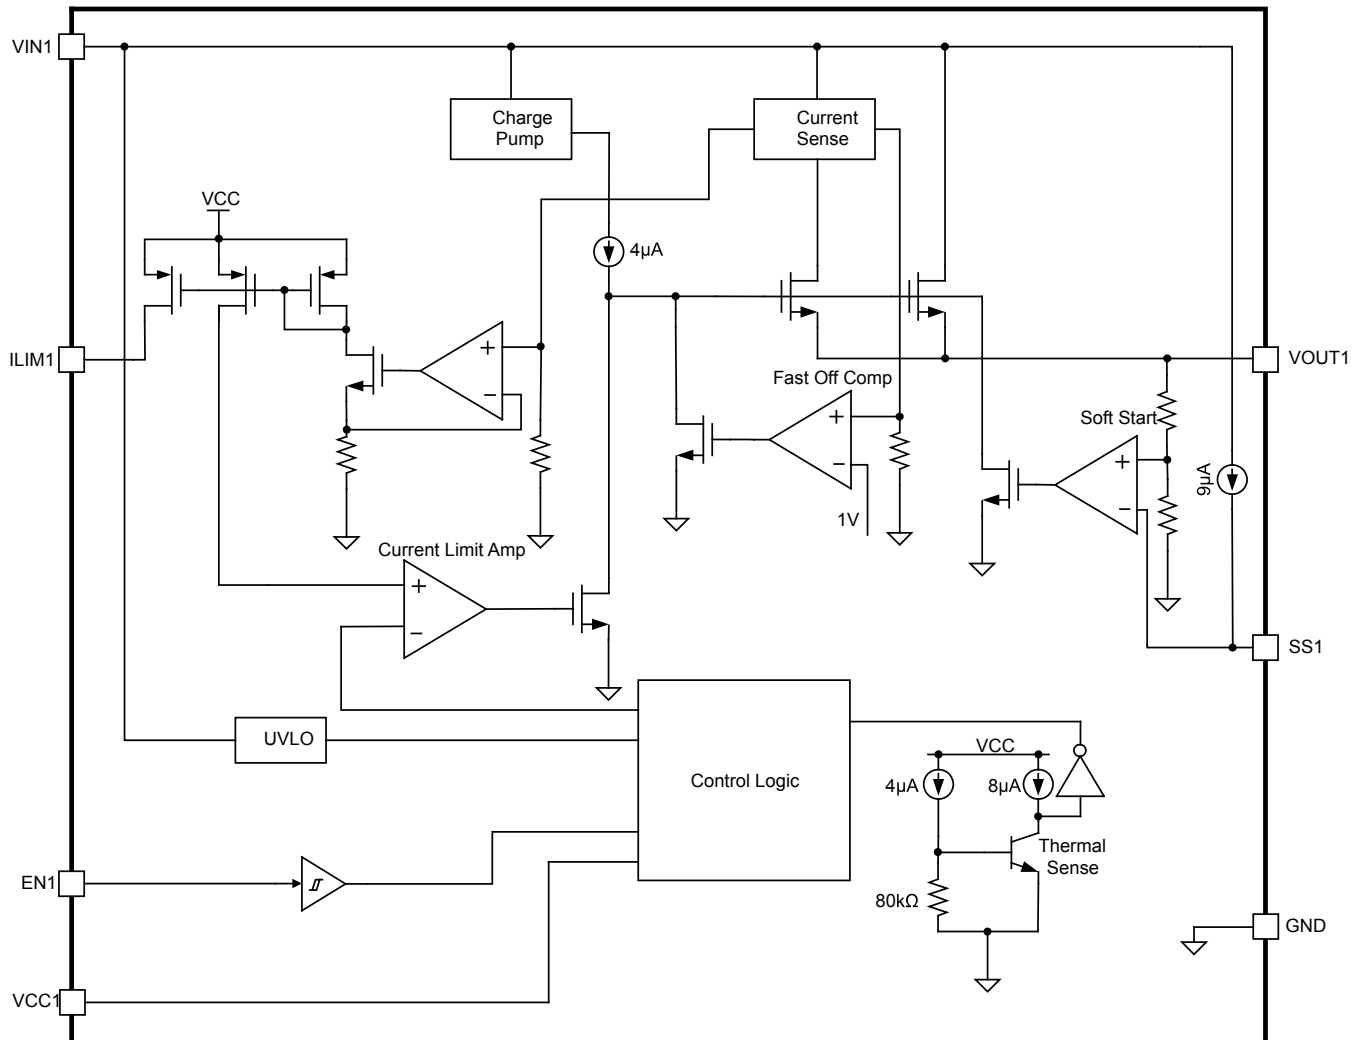 VIN1
Charge
Pump
Current
Sense
VCC
4µA
ILIM1
+
−
Fast Off Comp
+
−
1V
VOUT1
Soft Start
+
−
9µA
Current Limit Amp
+
−
SS1
UVLO
Control Logic
VCC
4µA
8µA
Thermal
Sense
80kΩ
EN1
GND
VCC1